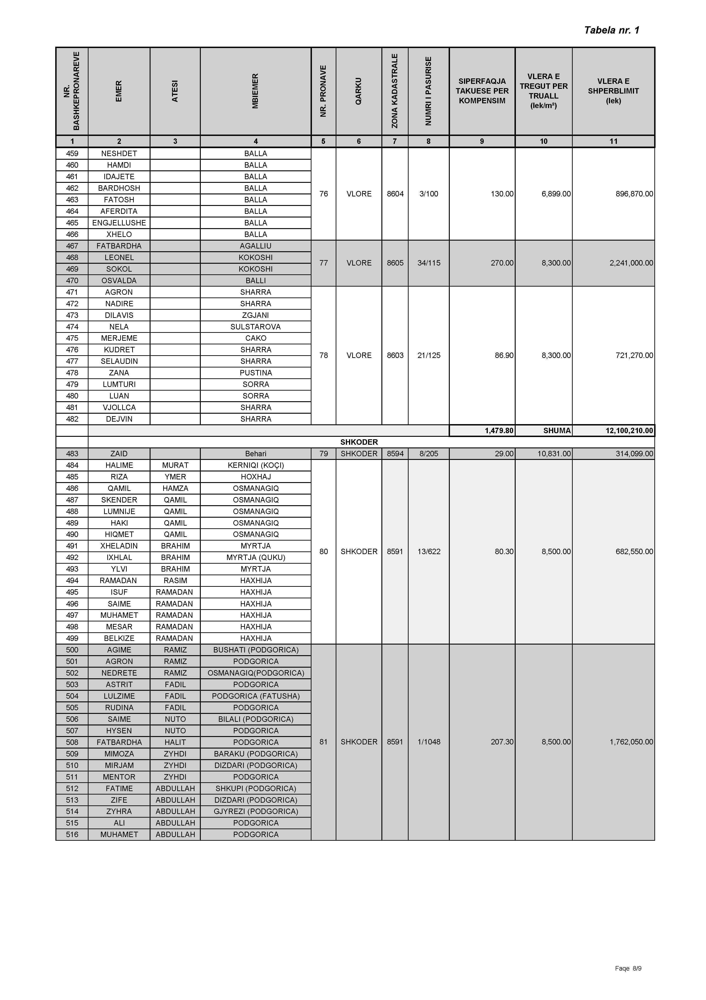 Tabela nr. 1
NR. BASHKEPRONAREVE EMER ATESI MBIEMER NR. PRONAVE QARKU ZONA KADASTRALE NUMRI I PASURISE SIPERFAQJA TAKUESE PER KOMPENSIM VLERA E TREGUT PER TRUALL (lek/m²) VLERA E SHPERBLIMIT (lek)
1 2 3 4 5 6 7 8 9 10 11
459 NESHDET BALLA
460 HAMDI BALLA
461 IDAJETE BALLA
462 BARDHOSH BALLA
76 VLORE 8604 3/100 130.00 6,899.00 896,870.00
463 FATOSH BALLA
464 AFERDITA BALLA
465 ENGJELLUSHE BALLA
466 XHELO BALLA
467 FATBARDHA AGALLIU
468 LEONEL KOKOSHI
77 VLORE 8605 34/115 270.00 8,300.00 2,241,000.00
469 SOKOL KOKOSHI
470 OSVALDA BALLI
471 AGRON SHARRA
472 NADIRE SHARRA
473 DILAVIS ZGJANI
474 NELA SULSTAROVA
475 MERJEME CAKO
476 KUDRET SHARRA
78 VLORE 8603 21/125 86.90 8,300.00 721,270.00
477 SELAUDIN SHARRA
478 ZANA PUSTINA
479 LUMTURI SORRA
480 LUAN SORRA
481 VJOLLCA SHARRA
482 DEJVIN SHARRA
1,479.80 SHUMA 12,100,210.00
SHKODER
483 ZAID Behari 79 SHKODER 8594 8/205 29.00 10,831.00 314,099.00
484 HALIME MURAT KERNIQI (KOÇI)
485 RIZA YMER HOXHAJ
486 QAMIL HAMZA OSMANAGIQ
487 SKENDER QAMIL OSMANAGIQ
488 LUMNIJE QAMIL OSMANAGIQ
489 HAKI QAMIL OSMANAGIQ
490 HIQMET QAMIL OSMANAGIQ
491 XHELADIN BRAHIM MYRTJA
80 SHKODER 8591 13/622 80.30 8,500.00 682,550.00
492 IXHLAL BRAHIM MYRTJA (QUKU)
493 YLVI BRAHIM MYRTJA
494 RAMADAN RASIM HAXHIJA
495 ISUF RAMADAN HAXHIJA
496 SAIME RAMADAN HAXHIJA
497 MUHAMET RAMADAN HAXHIJA
498 MESAR RAMADAN HAXHIJA
499 BELKIZE RAMADAN HAXHIJA
500 AGIME RAMIZ BUSHATI (PODGORICA)
501 AGRON RAMIZ PODGORICA
502 NEDRETE RAMIZ OSMANAGIQ(PODGORICA)
503 ASTRIT FADIL PODGORICA
504 LULZIME FADIL PODGORICA (FATUSHA)
505 RUDINA FADIL PODGORICA
506 SAIME NUTO BILALI (PODGORICA)
507 HYSEN NUTO PODGORICA
508 FATBARDHA HALIT PODGORICA 81 SHKODER 8591 1/1048 207.30 8,500.00 1,762,050.00
509 MIMOZA ZYHDI BARAKU (PODGORICA)
510 MIRJAM ZYHDI DIZDARI (PODGORICA)
511 MENTOR ZYHDI PODGORICA
512 FATIME ABDULLAH SHKUPI (PODGORICA)
513 ZIFE ABDULLAH DIZDARI (PODGORICA)
514 ZYHRA ABDULLAH GJYREZI (PODGORICA)
515 ALI ABDULLAH PODGORICA
516 MUHAMET ABDULLAH PODGORICA
Faqe 8/9